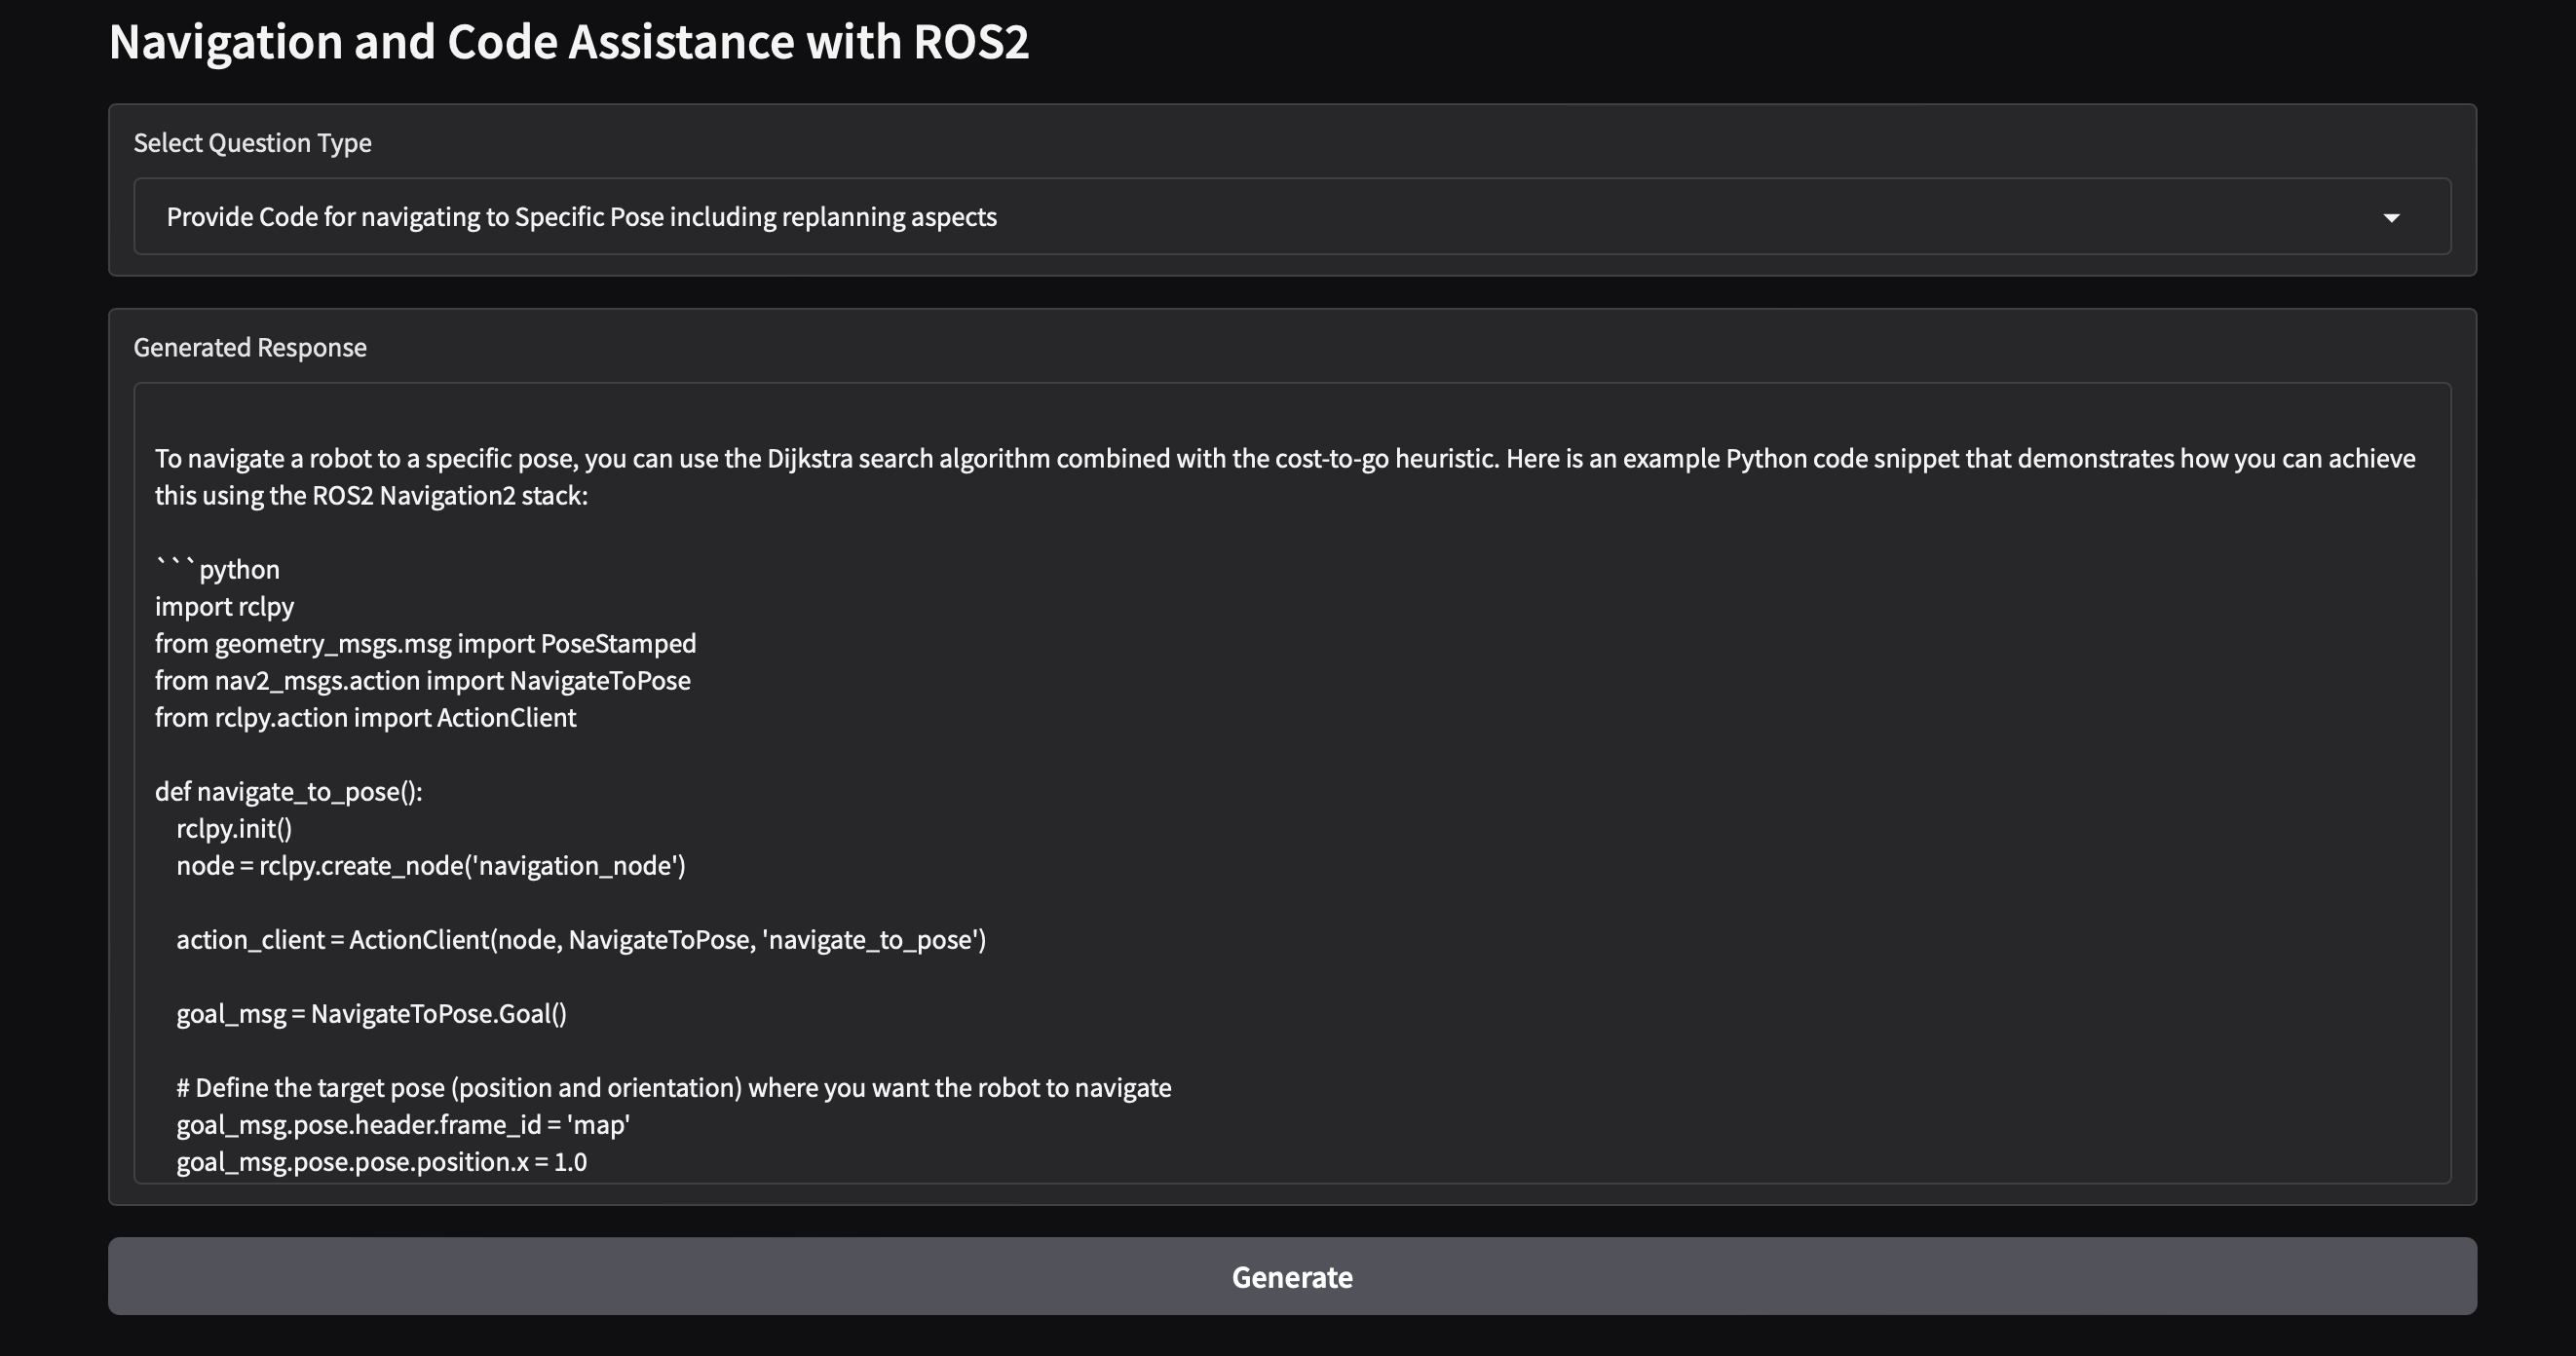 Navigation and Code Assistance with ROS2
Select Question Type
Provide Code for navigating to Specific Pose including replanning aspects
Generated Response
To navigate a robot to a specific pose, you can use the Dijkstra search algorithm combined with the cost-to-go heuristic. Here is an example Python code snippet that demonstrates how you can achieve
this using the ROS2 Navigation2 stack:
```python
import rclpy
from geometry_msgs.msg import PoseStamped
from nav2_msgs.action import NavigateToPose
from rclpy.action import ActionClient
def navigate_to_pose():
rclpy.init()
node = rclpy.create_node('navigation_node')
action_client = ActionClient(node, NavigateToPose, 'navigate_to_pose')
goal_msg = NavigateToPose.Goal()
# Define the target pose (position and orientation) where you want the robot to navigate
goal_msg.pose.header.frame_id = 'map'
goal_msg.pose.pose.position.x = 1.0
Generate